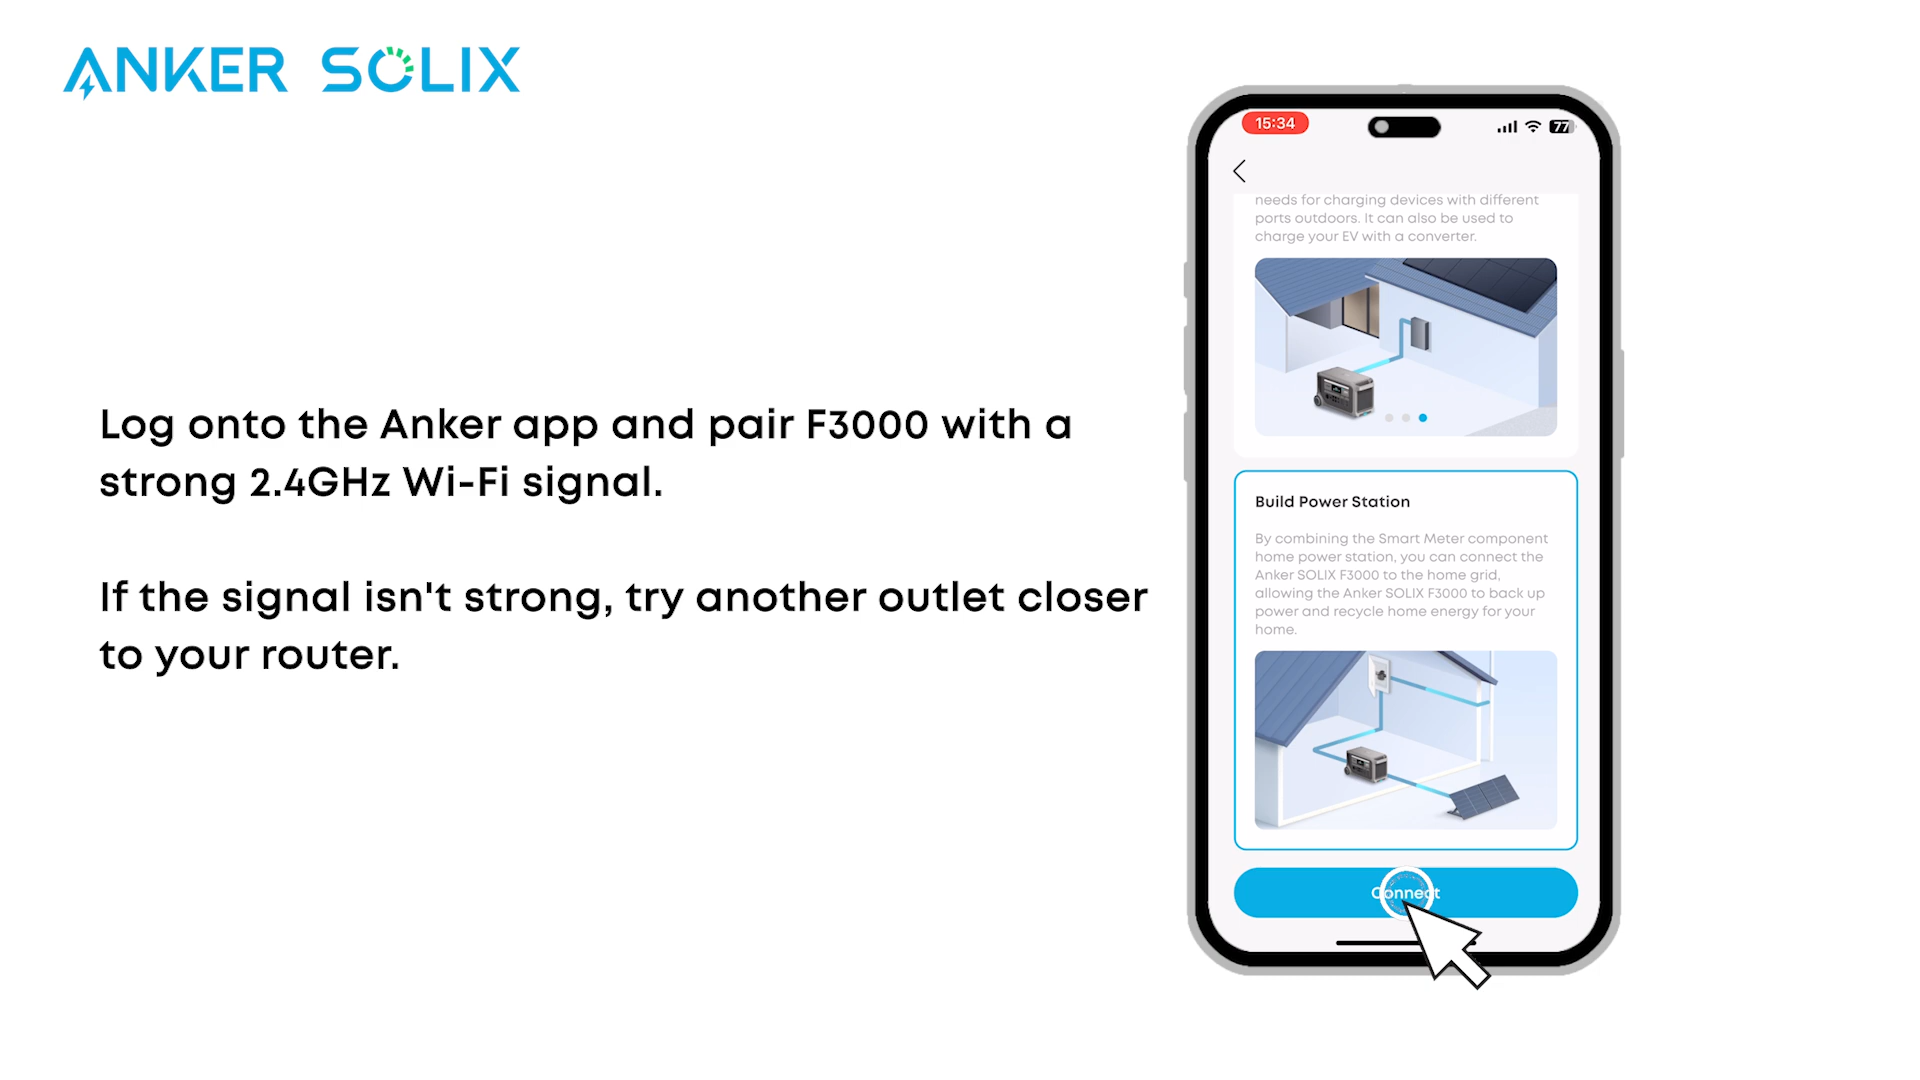 ANKER SOLIX
Log onto the Anker app and pair F3000 with a
strong 2.4GHz Wi-Fi signal.
If the signal isn't strong, try another outlet closer
to your router.
15:34
77
needs for charging devices with different
ports outdoors. It can also be used to
charge your EV with a converter.
Build Power Station
By combining the Smart Meter component
home power station, you can connect the
Anker SOLIX F3000 to the home grid,
allowing the Anker SOLIX F3000 to back up
power and recycle home energy for your
home.
Connect